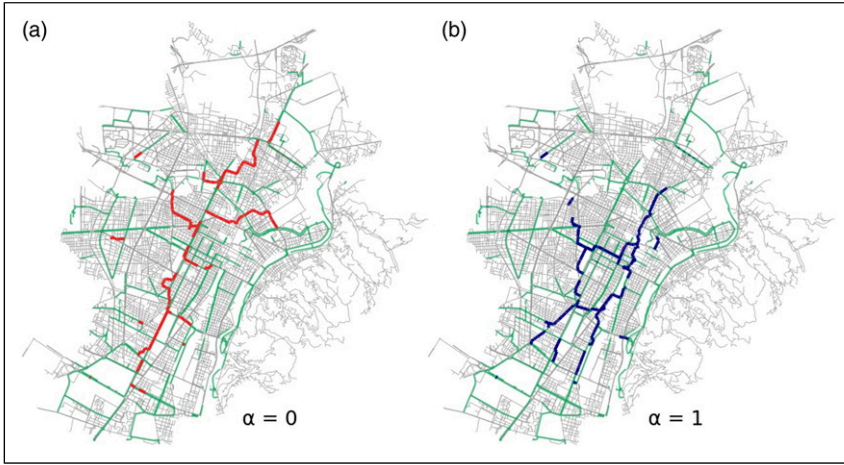 (a)
(b)
α = 0
α = 1